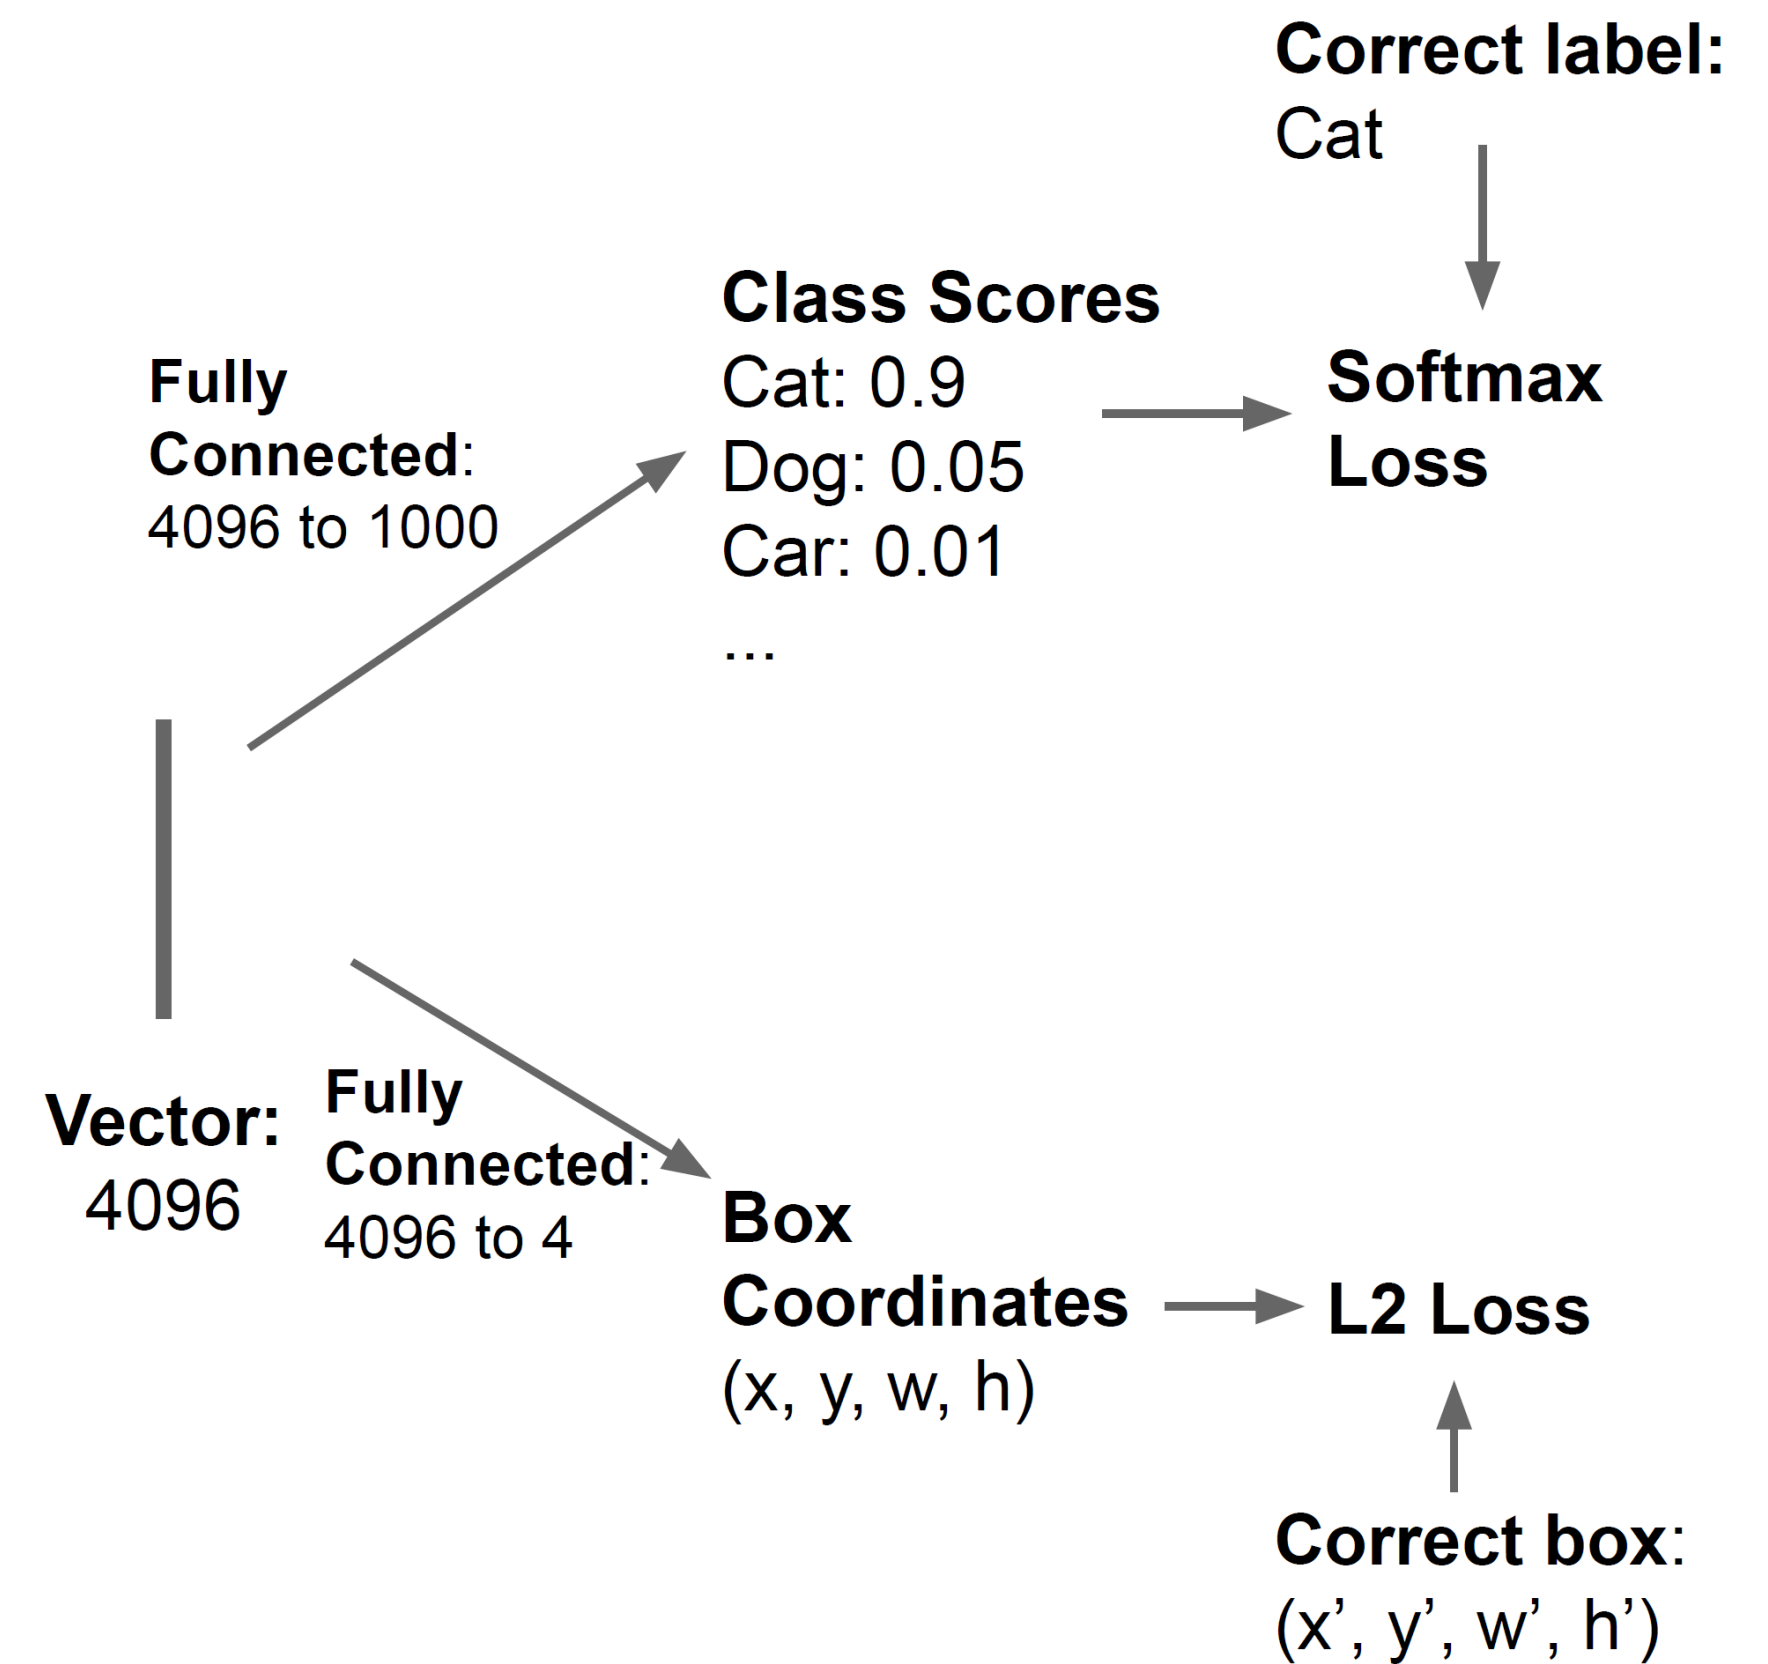 Correct label:
Cat
Class Scores
Cat: 0.9
Dog: 0.05
Car: 0.01
...
Softmax
Loss
Fully
Connected:
4096 to 1000
Vector:
4096
Fully
Connected:
4096 to 4
Box
Coordinates
(x, y, w, h)
L2 Loss
Correct box:
(x’, y’, w’, h’)